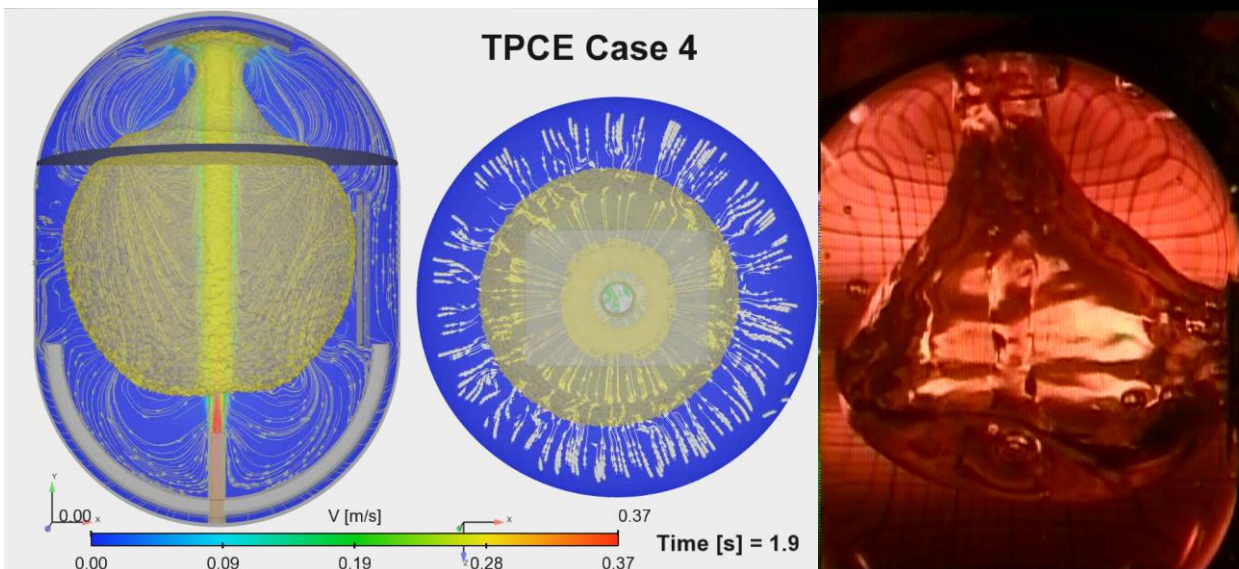 TPCE Case 4
Y
X
0.00
V [m/s]
X
0.37
Z
0.00
0.09
0.19
0.28
0.37
Time [s] = 1.9